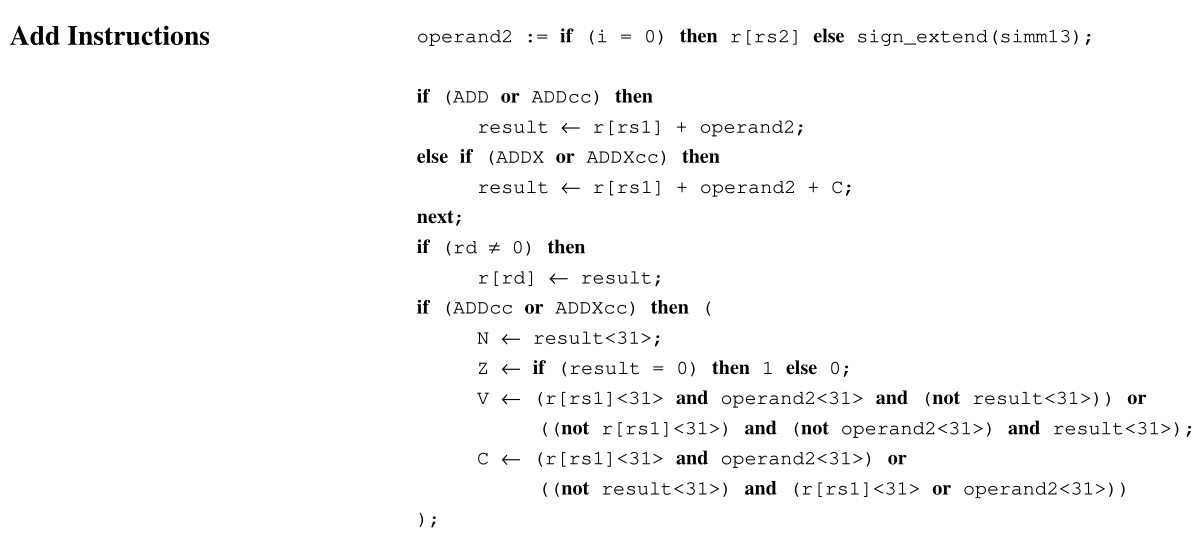 Add Instructions
operand2 := if (i = 0) then r[rs2] else sign_extend(simm13);
if (ADD or ADDcc) then
result ← r[rs1] + operand2;
else if (ADDX or ADDXcc) then
result ← r[rs1] + operand2 + C;
next;
if (rd ≠ 0) then
r[rd] ← result;
if (ADDcc or ADDXcc) then (
N ← result<31>;
Z ← if (result = 0) then 1 else 0;
V ← (r[rs1]<31> and operand2<31> and (not result<31>)) or
((not r[rs1]<31>) and (not operand2<31>) and result<31>);
C ← (r[rs1]<31> and operand2<31>) or
((not result<31>) and (r[rs1]<31> or operand2<31>))
);